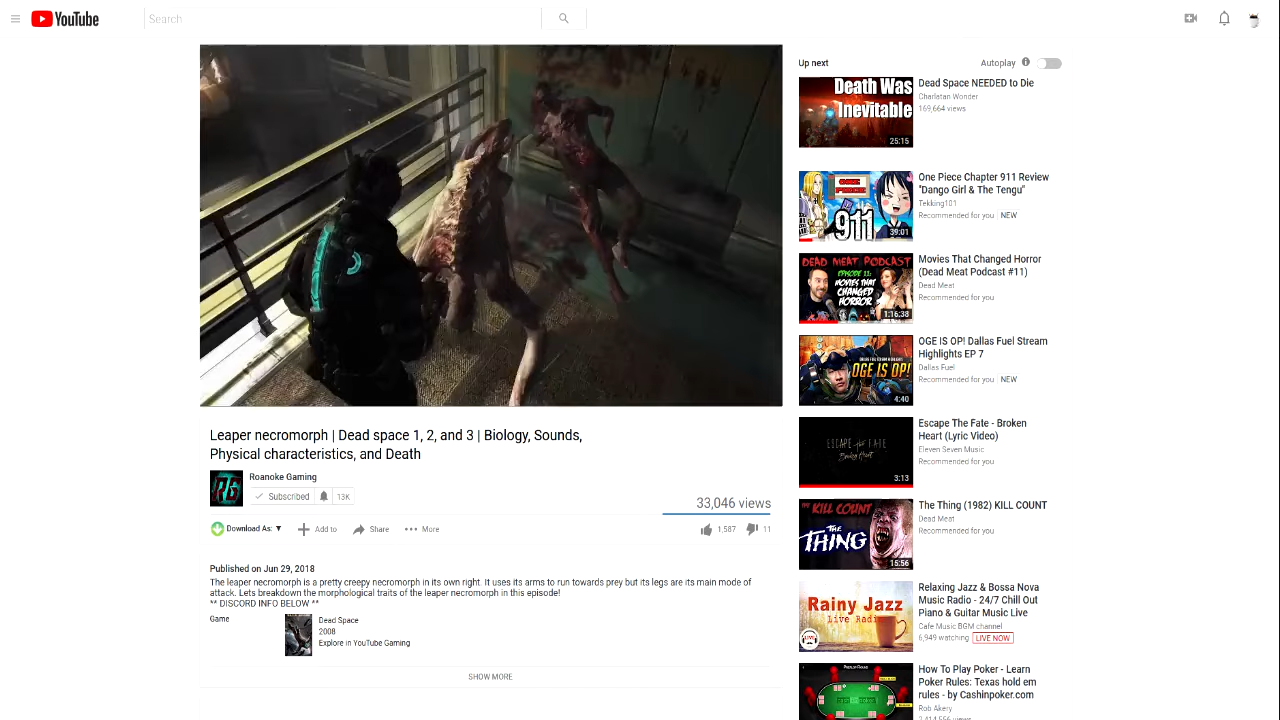 YouTube
Search
Leaper necromorph | Dead space 1, 2, and 3 | Biology, Sounds,
Physical characteristics, and Death
Roanoke Gaming
Subscribed
13K
33,046 views
Download As: ▼
Add to
Share
More
1,587
11
Published on Jun 29, 2018
The leaper necromorph is a pretty creepy necromorph in its own right. It uses its arms to run towards prey but its legs are its main mode of
attack. Lets breakdown the morphological traits of the leaper necromorph in this episode!
** DISCORD INFO BELOW **
Game
Dead Space
2008
Explore in YouTube Gaming
SHOW MORE
Up next
Autoplay
Death Was
Inevitable
25:15
Dead Space NEEDED to Die
Charlatan Wonder
169,664 views
911
39:01
One Piece Chapter 911 Review
"Dango Girl & The Tengu"
Tekking101
Recommended for you
NEW
DEAD MEAT PODCAST
EPISODE 11:
MOVIES THAT
CHANGED
HORROR
1:16:38
Movies That Changed Horror
(Dead Meat Podcast #11)
Dead Meat
Recommended for you
OGE IS OP!
4:40
OGE IS OP! Dallas Fuel Stream
Highlights EP 7
Dallas Fuel
Recommended for you
NEW
ESCAPE the FATE
Broken Heart
3:13
Escape The Fate - Broken
Heart (Lyric Video)
Eleven Seven Music
Recommended for you
THE KILL COUNT
THE
THING
15:56
The Thing (1982) KILL COUNT
Dead Meat
Recommended for you
Rainy Jazz
Live Radio
Relaxing Jazz & Bossa Nova
Music Radio - 24/7 Chill Out
Piano & Guitar Music Live
Cafe Music BGM channel
6,949 watching
LIVE NOW
How To Play Poker - Learn
Poker Rules: Texas hold em
rules - by Cashinpoker.com
Rob Akery
2,414,556 views